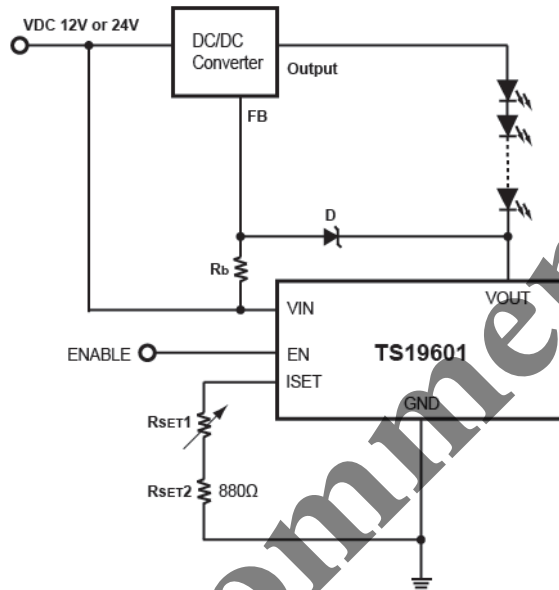 VDC 12V or 24V
DC/DC
Converter
Output
FB
D
Rb
VIN
VOUT
ENABLE
EN
TS19601
ISET
GND
RSET1
RSET2 880Ω
omme